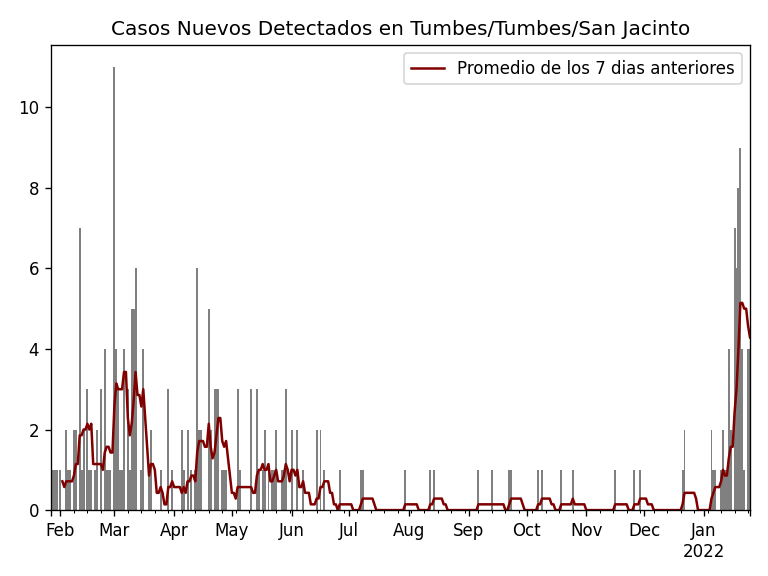 Casos Nuevos Detectados en Tumbes/Tumbes/San Jacinto
Promedio de los 7 dias anteriores
10
8
6
4
2
0
Feb Mar Apr May Jun Jul Aug Sep Oct Nov Dec Jan
2022